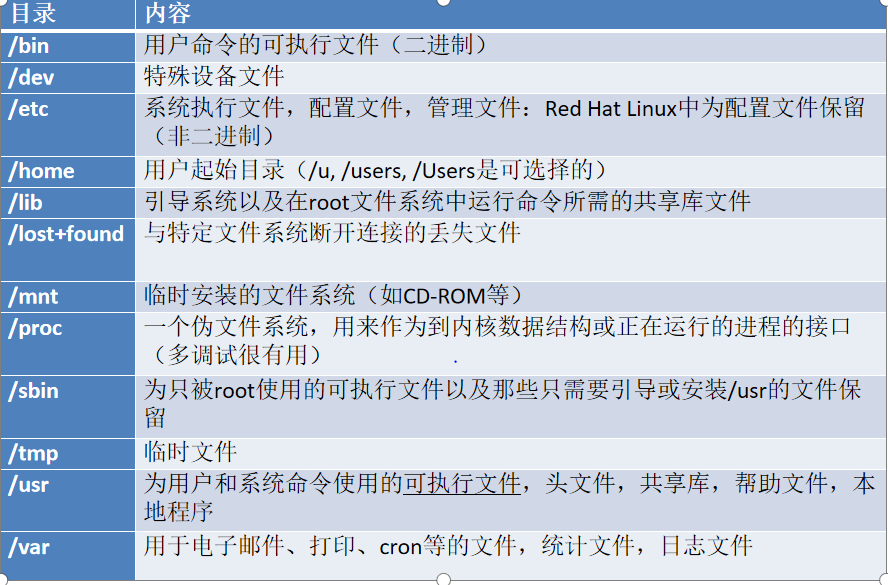 目录 内容
/bin 用户命令的可执行文件（二进制）
/dev 特殊设备文件
/etc 系统执行文件，配置文件，管理文件：Red Hat Linux中为配置文件保留
（非二进制）
/home 用户起始目录（/u, /users, /Users是可选择的）
/lib 引导系统以及在root文件系统中运行命令所需的共享库文件
/lost+found 与特定文件系统断开连接的丢失文件
/mnt 临时安装的文件系统（如CD-ROM等）
/proc 一个伪文件系统，用来作为到内核数据结构或正在运行的进程的接口
（多调试很有用）
/sbin 为只被root使用的可执行文件以及那些只需要引导或安装/usr的文件保
留
/tmp 临时文件
/usr 为用户和系统命令使用的可执行文件，头文件，共享库，帮助文件，本
地程序
/var 用于电子邮件、打印、cron等的文件，统计文件，日志文件